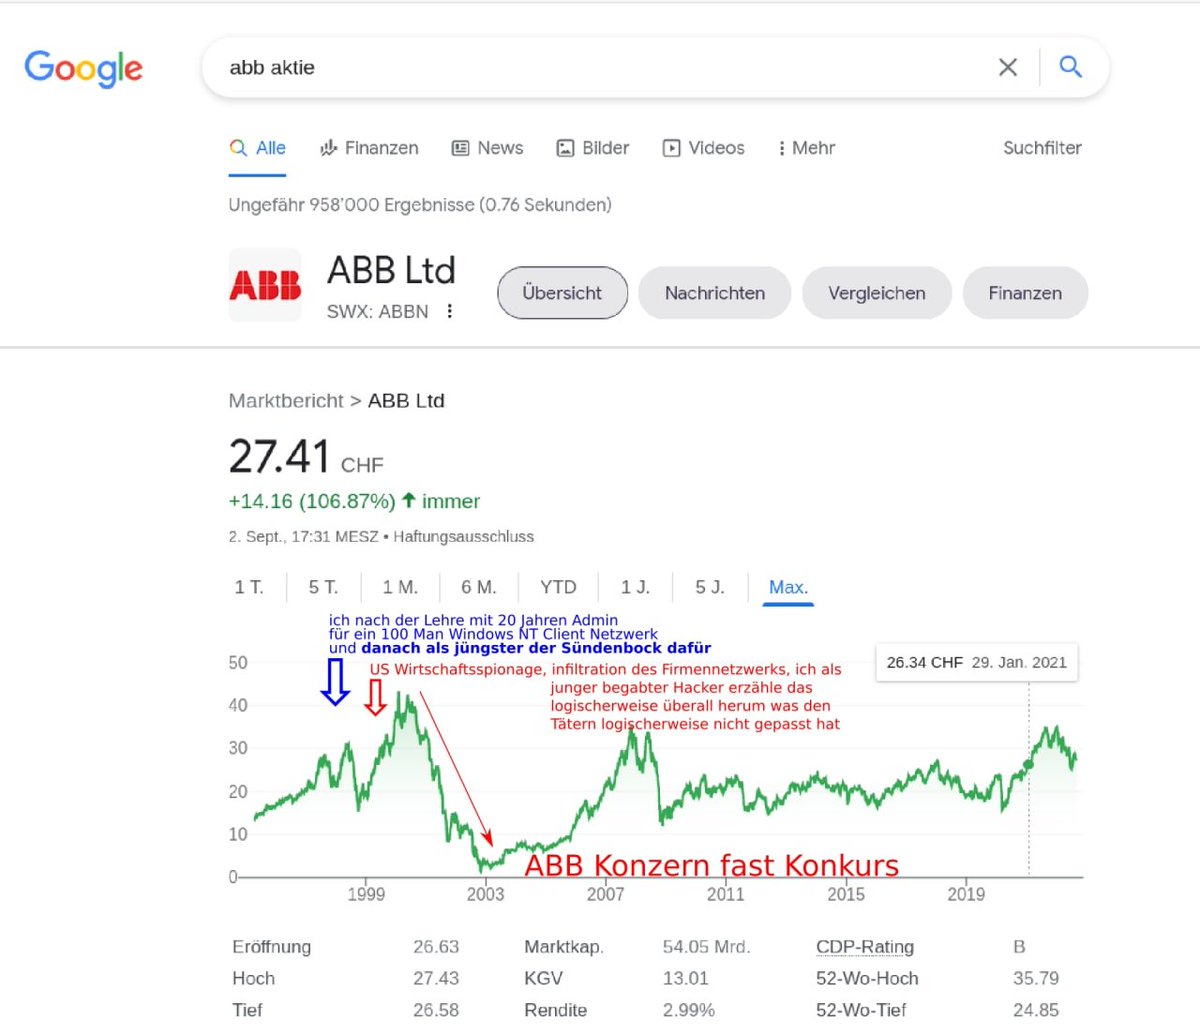 Google
abb aktie
Alle Finanzen News Bilder Videos Mehr Suchfilter
Ungefähr 958'000 Ergebnisse (0.76 Sekunden)
ABB
ABB Ltd
SWX: ABBN
Übersicht Nachrichten Vergleichen Finanzen
Marktbericht > ABB Ltd
27.41 CHF
+14.16 (106.87%) ↑ immer
2. Sept., 17:31 MESZ • Haftungsausschluss
1 T. 5 T. 1 M. 6 M. YTD 1 J. 5 J. Max.
ich nach der Lehre mit 20 Jahren Admin
für ein 100 Man Windows NT Client Netzwerk
und danach als jüngster der Sündenbock dafür
US Wirtschaftsspionage, infiltration des Firmennetzwerks, ich als
junger begabter Hacker erzähle das
logischerweise überall herum was den
Tätern logischerweise nicht gepasst hat
26.34 CHF 29. Jan. 2021
50
40
30
20
10
0
ABB Konzern fast Konkurs
1999 2003 2007 2011 2015 2019
Eröffnung 26.63 Marktkap. 54.05 Mrd. CDP-Rating B
Hoch 27.43 KGV 13.01 52-Wo-Hoch 35.79
Tief 26.58 Rendite 2.99% 52-Wo-Tief 24.85